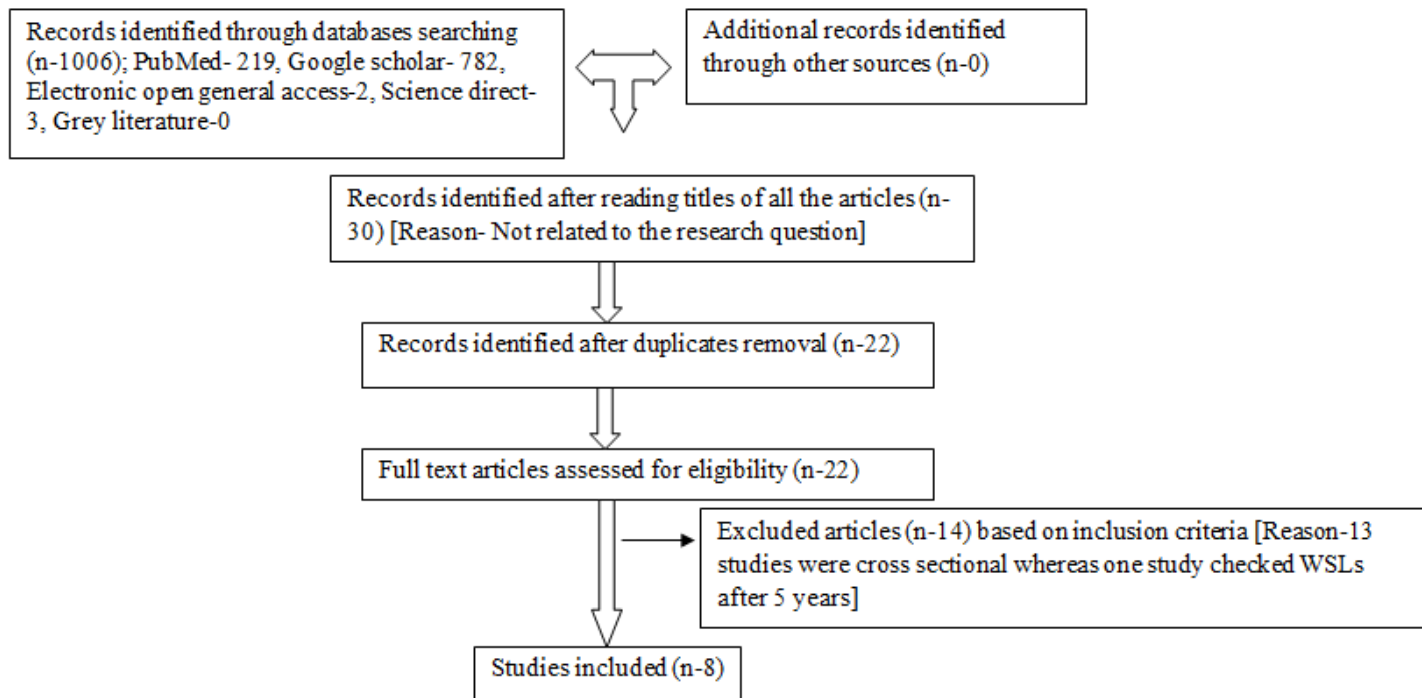 Records identified through databases searching
(n-1006); PubMed- 219, Google scholar- 782,
Electronic open general access-2, Science direct-
3, Grey literature-0
Additional records identified
through other sources (n-0)
Records identified after reading titles of all the articles (n-
30) [Reason- Not related to the research question]
Records identified after duplicates removal (n-22)
Full text articles assessed for eligibility (n-22)
Excluded articles (n-14) based on inclusion criteria [Reason-13
studies were cross sectional whereas one study checked WSLs
after 5 years]
Studies included (n-8)